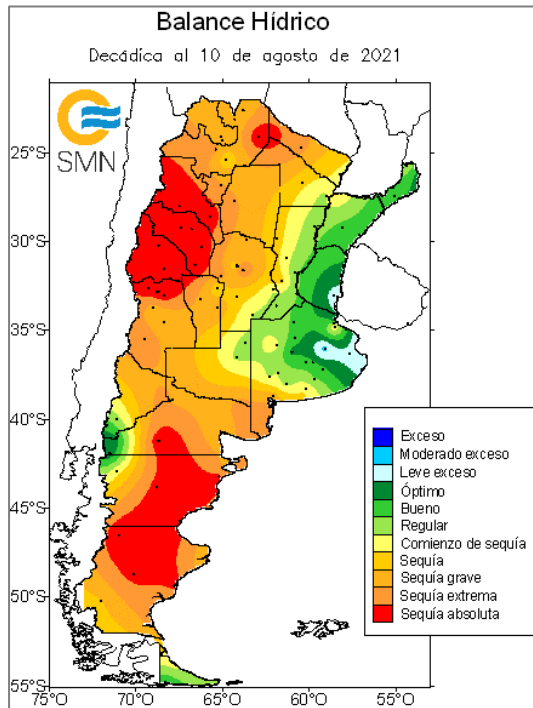 Balance Hídrico
Decádica al 10 de agosto de 2021
SMN
25°S
30°S
35°S
40°S
45°S
50°S
55°S
75°O 70°O 65°O 60°O 55°O
Exceso
Moderado exceso
Leve exceso
Óptimo
Bueno
Regular
Comienzo de sequía
Sequía
Sequía grave
Sequía extrema
Sequía absoluta